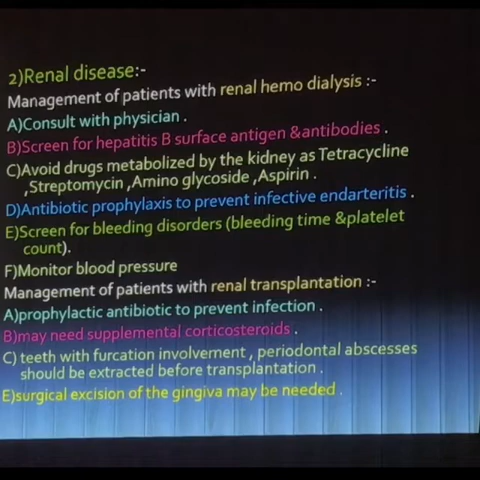 2)Renal disease:-
Management of patients with renal hemo dialysis :-
A)Consult with physician .
B)Screen for hepatitis B surface antigen &antibodies .
C)Avoid drugs metabolized by the kidney as Tetracycline
,Streptomycin ,Amino glycoside ,Aspirin .
D)Antibiotic prophylaxis to prevent infective endarteritis .
E)Screen for bleeding disorders (bleeding time &platelet
count).
F)Monitor blood pressure
Management of patients with renal transplantation :-
A)prophylactic antibiotic to prevent infection .
B)may need supplemental corticosteroids .
C) teeth with furcation involvement , periodontal abscesses
should be extracted before transplantation .
E)surgical excision of the gingiva may be needed .